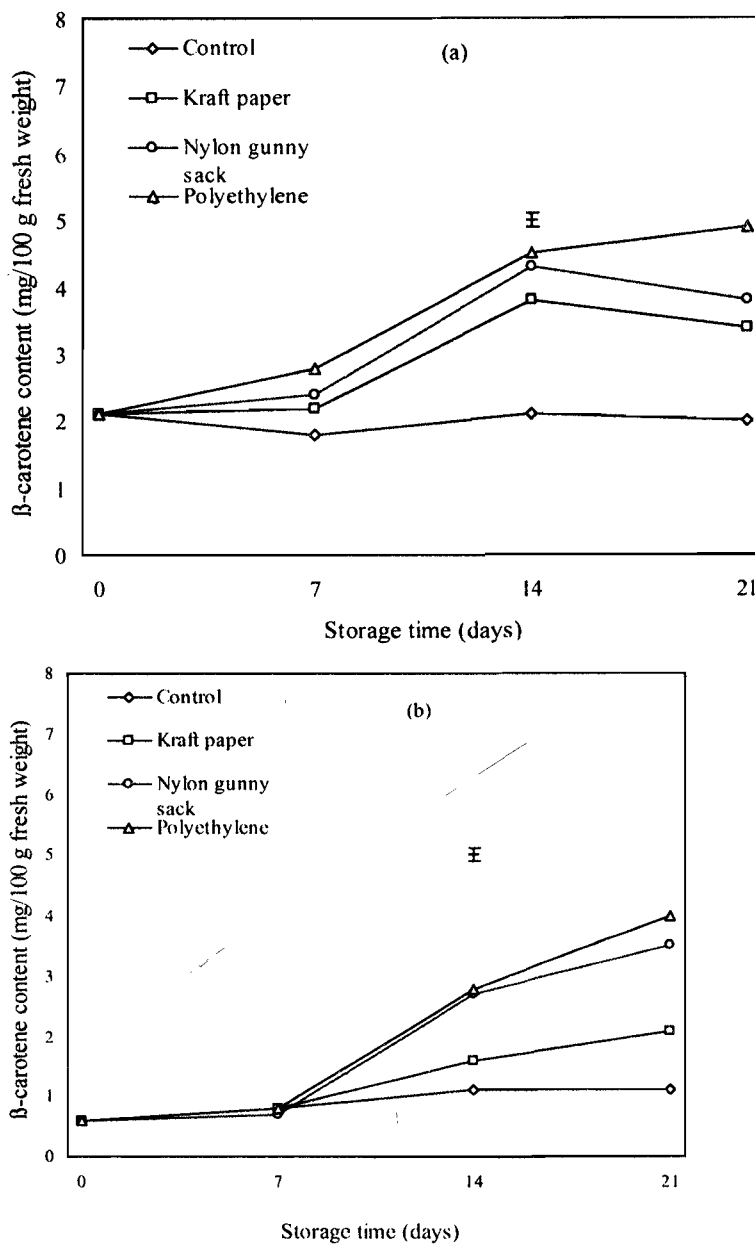 8
7
6
5
4
3
2
1
0
β-carotene content (mg/100 g fresh weight)
Control
Kraft paper
Nylon gunny
sack
Polyethylene
(a)
0 7 14 21
Storage time (days)
8
7
6
5
4
3
2
1
0
ß-carotene content (mg/100 g fresh weight)
Control
Kraft paper
Nylon gunny
sack
Polyethylene
(b)
0 7 14 21
Storage time (days)